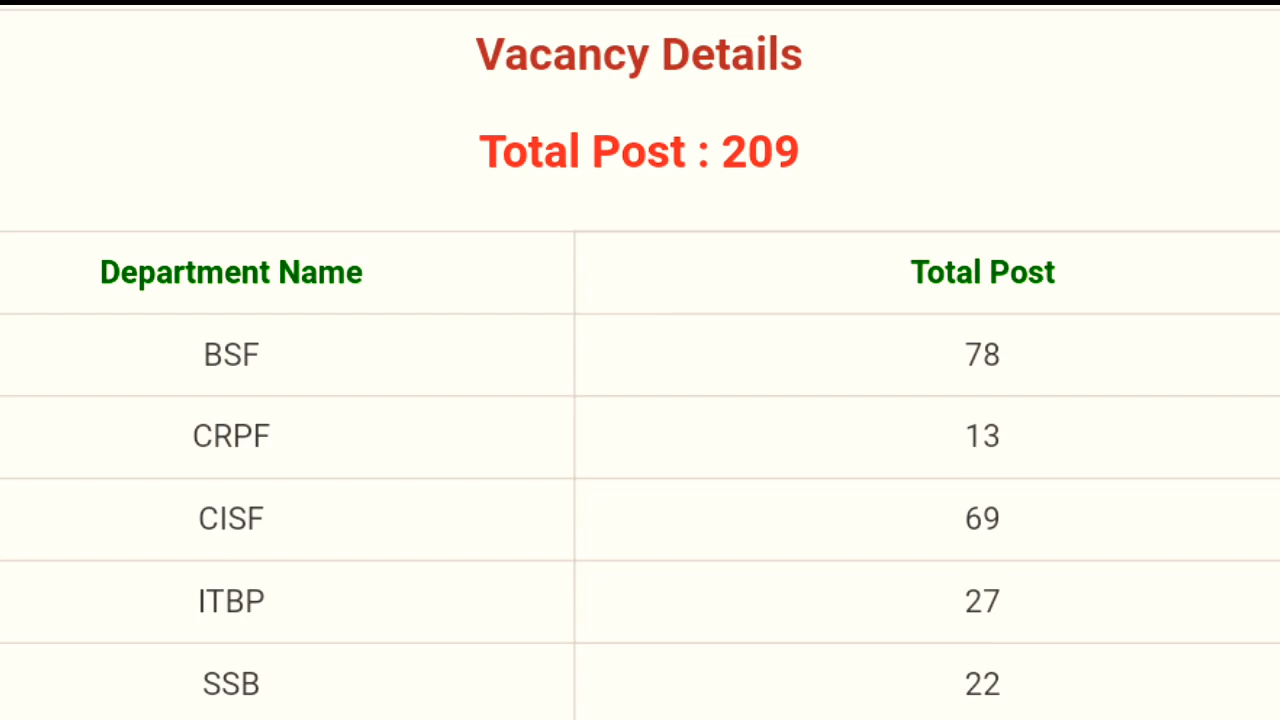 Vacancy Details
Total Post : 209
Department Name Total Post
BSF 78
CRPF 13
CISF 69
ITBP 27
SSB 22